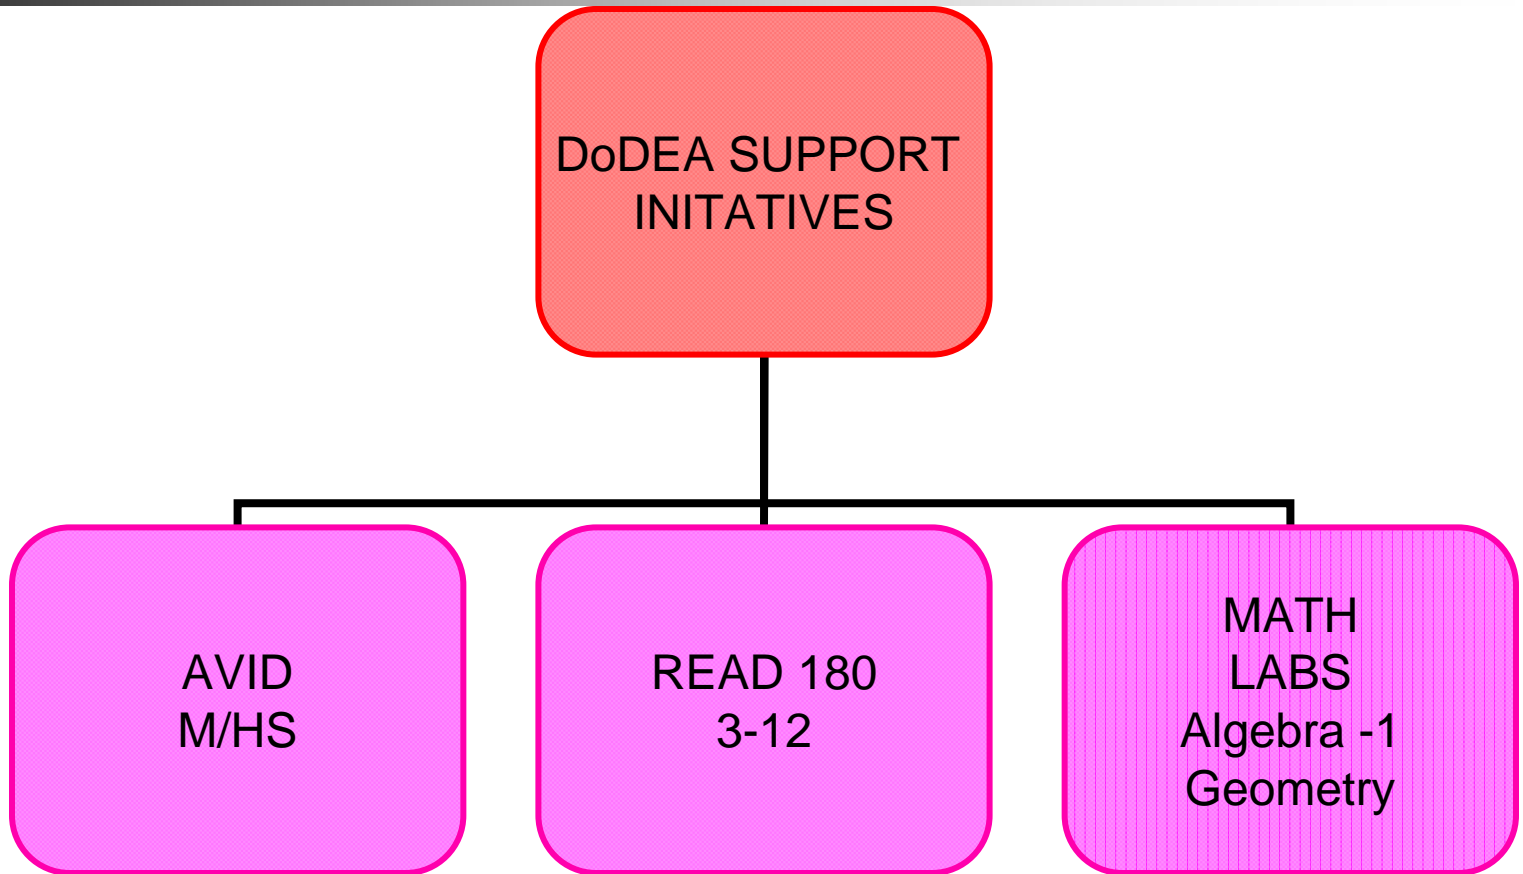 DoDEA SUPPORT
INITATIVES
AVID
M/HS
READ 180
3-12
MATH
LABS
Algebra -1
Geometry